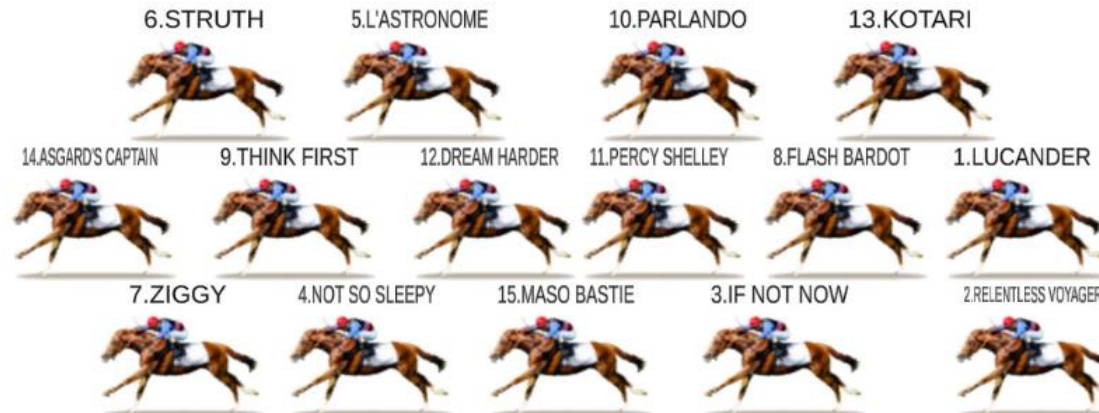 6.STRUTH 5.L'ASTRONOME 10.PARLANDO 13.KOTARI
14.ASGARD'S CAPTAIN 9.THINK FIRST 12.DREAM HARDER 11.PERCY SHELLEY 8.FLASH BARDOT 1.LUCANDER
7.ZIGGY 4.NOT SO SLEEPY 15.MASO BASTIE 3.IF NOT NOW 2.RELENTLESS VOYAGER